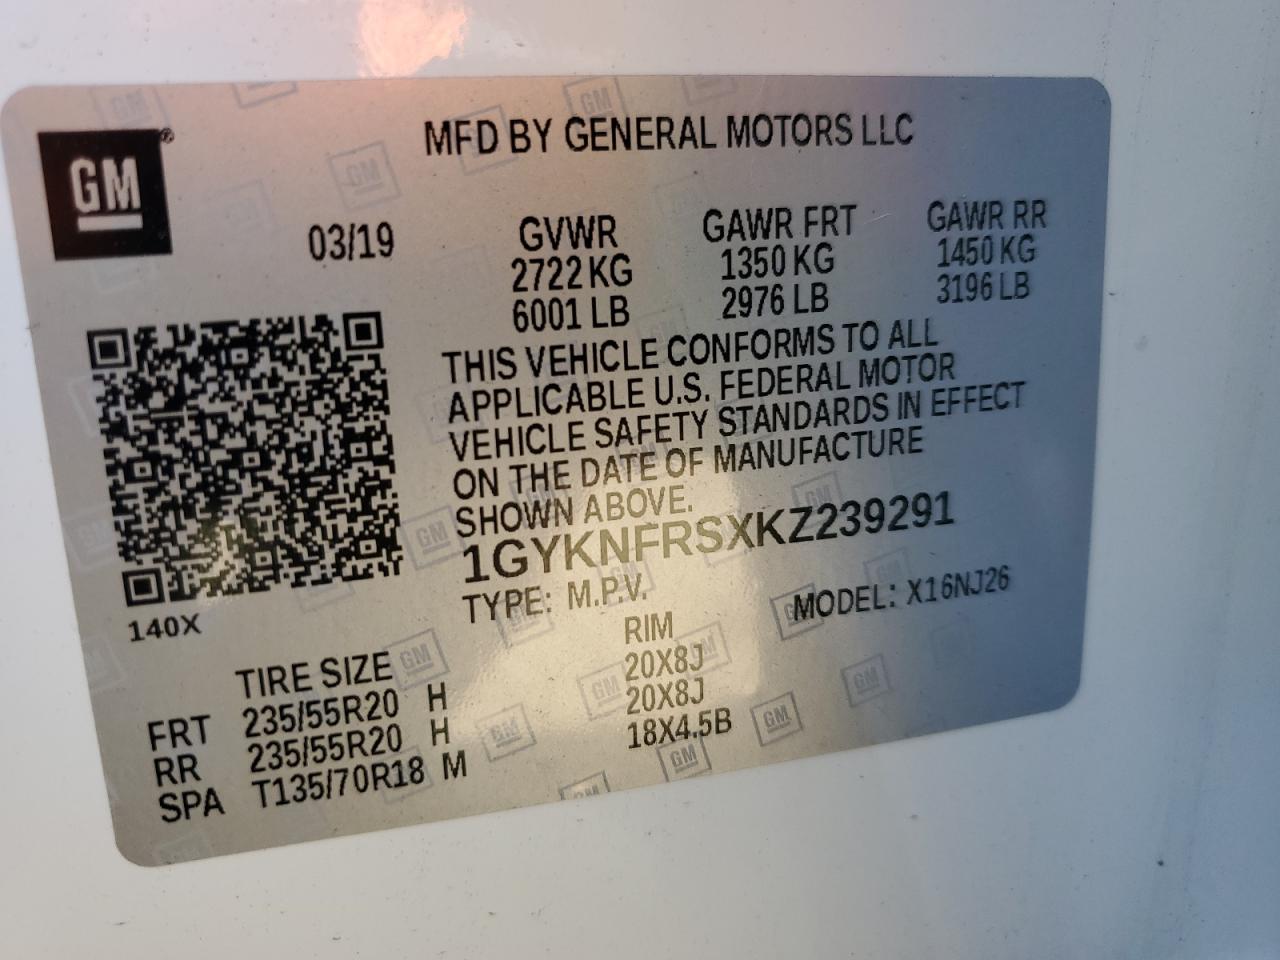 GM®
MFD BY GENERAL MOTORS LLC
03/19 GVWR GAWR FRT GAWR RR
2722 KG 1350 KG 1450 KG
6001 LB 2976 LB 3196 LB
THIS VEHICLE CONFORMS TO ALL
APPLICABLE U.S. FEDERAL MOTOR
VEHICLE SAFETY STANDARDS IN EFFECT
ON THE DATE OF MANUFACTURE
SHOWN ABOVE.
1GYKNFRSXKZ239291
TYPE: M.P.V. MODEL: X16NJ26
140X
TIRE SIZE RIM
FRT 235/55R20 H 20X8J
RR 235/55R20 H 20X8J
SPA T135/70R18 M 18X4.5B